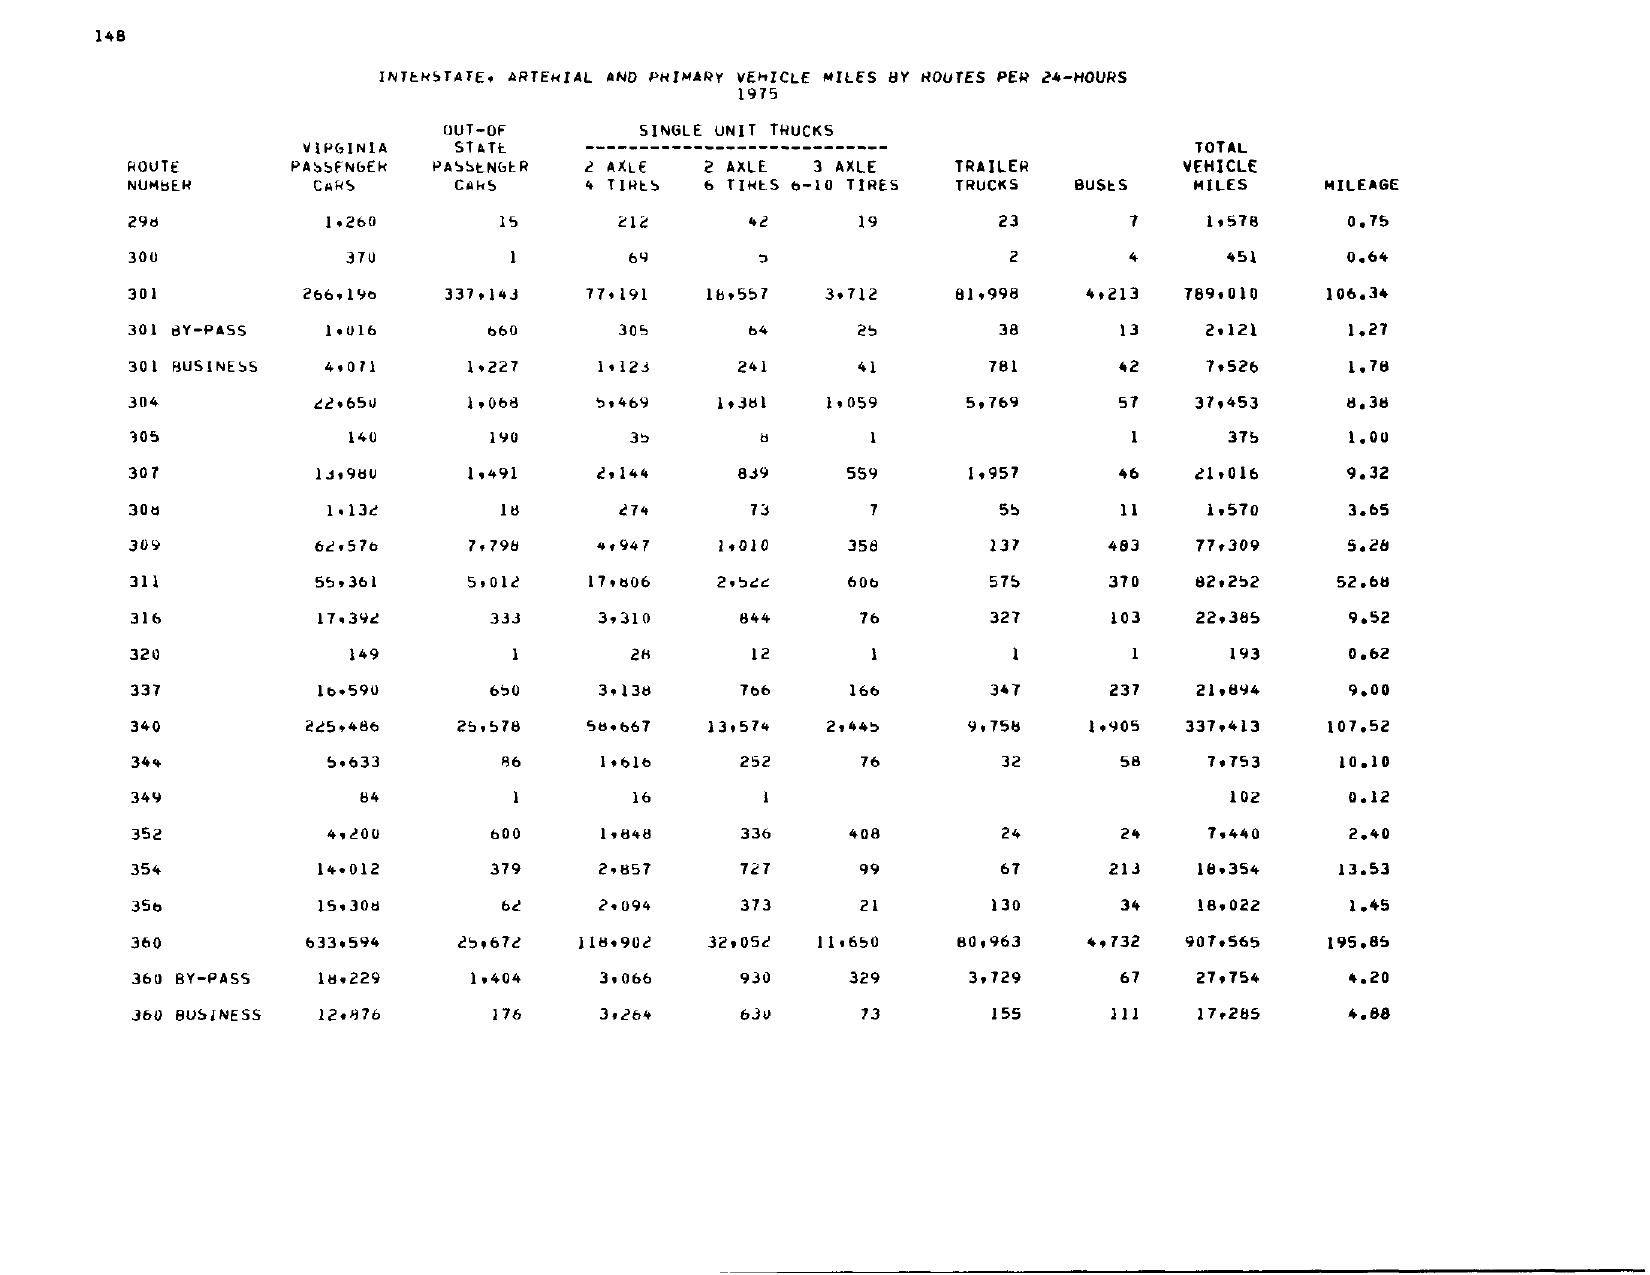 148
INTERSTATE, ARTERIAL AND PRIMARY VEHICLE MILES BY ROUTES PER 24-HOURS
1975
OUT-OF SINGLE UNIT TRUCKS
VIRGINIA STATE --------------------------- TOTAL
ROUTE PASSENGER PASSENGER 2 AXLE 2 AXLE 3 AXLE TRAILER VEHICLE
NUMBER CARS CARS 4 TIRES 6 TIRES 6-10 TIRES TRUCKS BUSES MILES MILEAGE
298 1,260 15 212 42 19 23 7 1,578 0.75
300 370 1 69 5 2 4 451 0.64
301 266,196 337,143 77,191 18,557 3,712 81,998 4,213 789,010 106.34
301 BY-PASS 1,016 660 305 64 25 38 13 2,121 1.27
301 BUSINESS 4,071 1,227 1,123 241 41 781 42 7,526 1.78
304 22,650 1,068 5,469 1,381 1,059 5,769 57 37,453 8.38
305 140 190 35 8 1 1 375 1.00
307 13,980 1,491 2,144 839 559 1,957 46 21,016 9.32
308 1,132 18 274 73 7 55 11 1,570 3.65
309 62,576 7,798 4,947 1,010 358 137 483 77,309 5.28
311 55,361 5,012 17,806 2,522 606 575 370 82,252 52.68
316 17,392 333 3,310 844 76 327 103 22,385 9.52
320 149 1 28 12 1 1 1 193 0.62
337 16,590 650 3,138 766 166 347 237 21,894 9.00
340 225,486 25,578 58,667 13,574 2,445 9,758 1,905 337,413 107.52
344 5,633 86 1,616 252 76 32 58 7,753 10.10
349 84 1 16 1 102 0.12
352 4,200 600 1,848 336 408 24 24 7,440 2.40
354 14,012 379 2,857 727 99 67 213 18,354 13.53
356 15,308 62 2,094 373 21 130 34 18,022 1.45
360 633,594 25,672 118,902 32,052 11,650 80,963 4,732 907,565 195.85
360 BY-PASS 18,229 1,404 3,066 930 329 3,729 67 27,754 4.20
360 BUSINESS 12,876 176 3,264 630 73 155 111 17,285 4.88